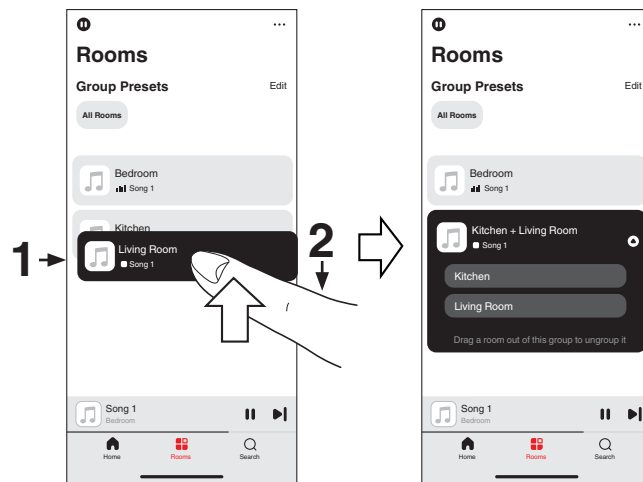 Rooms
Group Presets Edit
All Rooms
Bedroom
Song 1
Kitchen
Living Room
Song 1
1
2
Song 1
Bedroom
Home Rooms Search
Rooms
Group Presets Edit
All Rooms
Bedroom
Song 1
Kitchen + Living Room
Song 1
Kitchen
Living Room
Drag a room out of this group to ungroup it
Song 1
Bedroom
Home Rooms Search